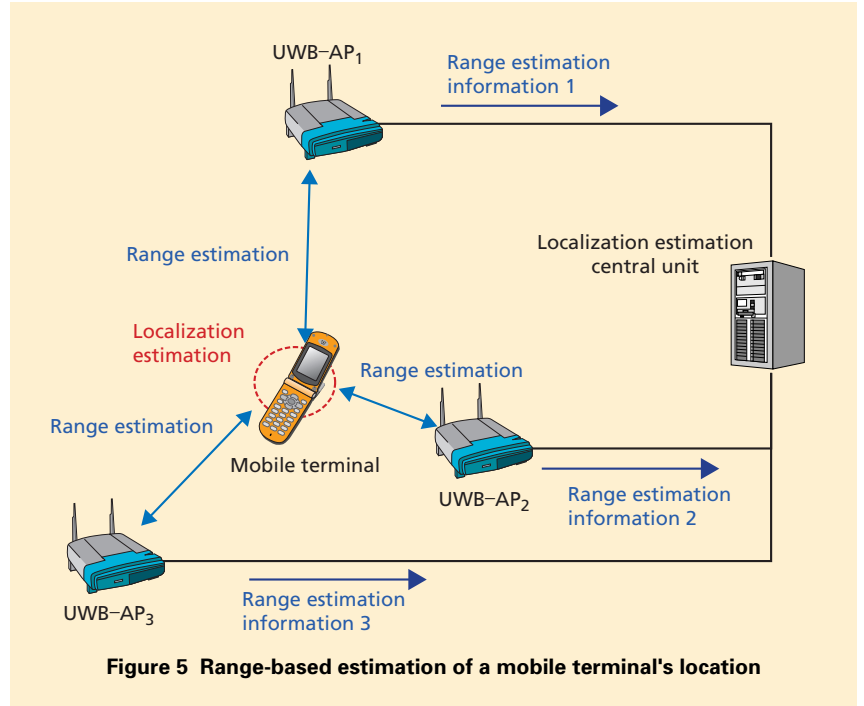 UWB–AP1
Range estimation
information 1
Range estimation
Localization estimation
central unit
Localization
estimation
Range estimation
Range estimation
Mobile terminal
UWB–AP2
Range estimation
information 2
UWB–AP3
Range estimation
information 3
Figure 5 Range-based estimation of a mobile terminal's location